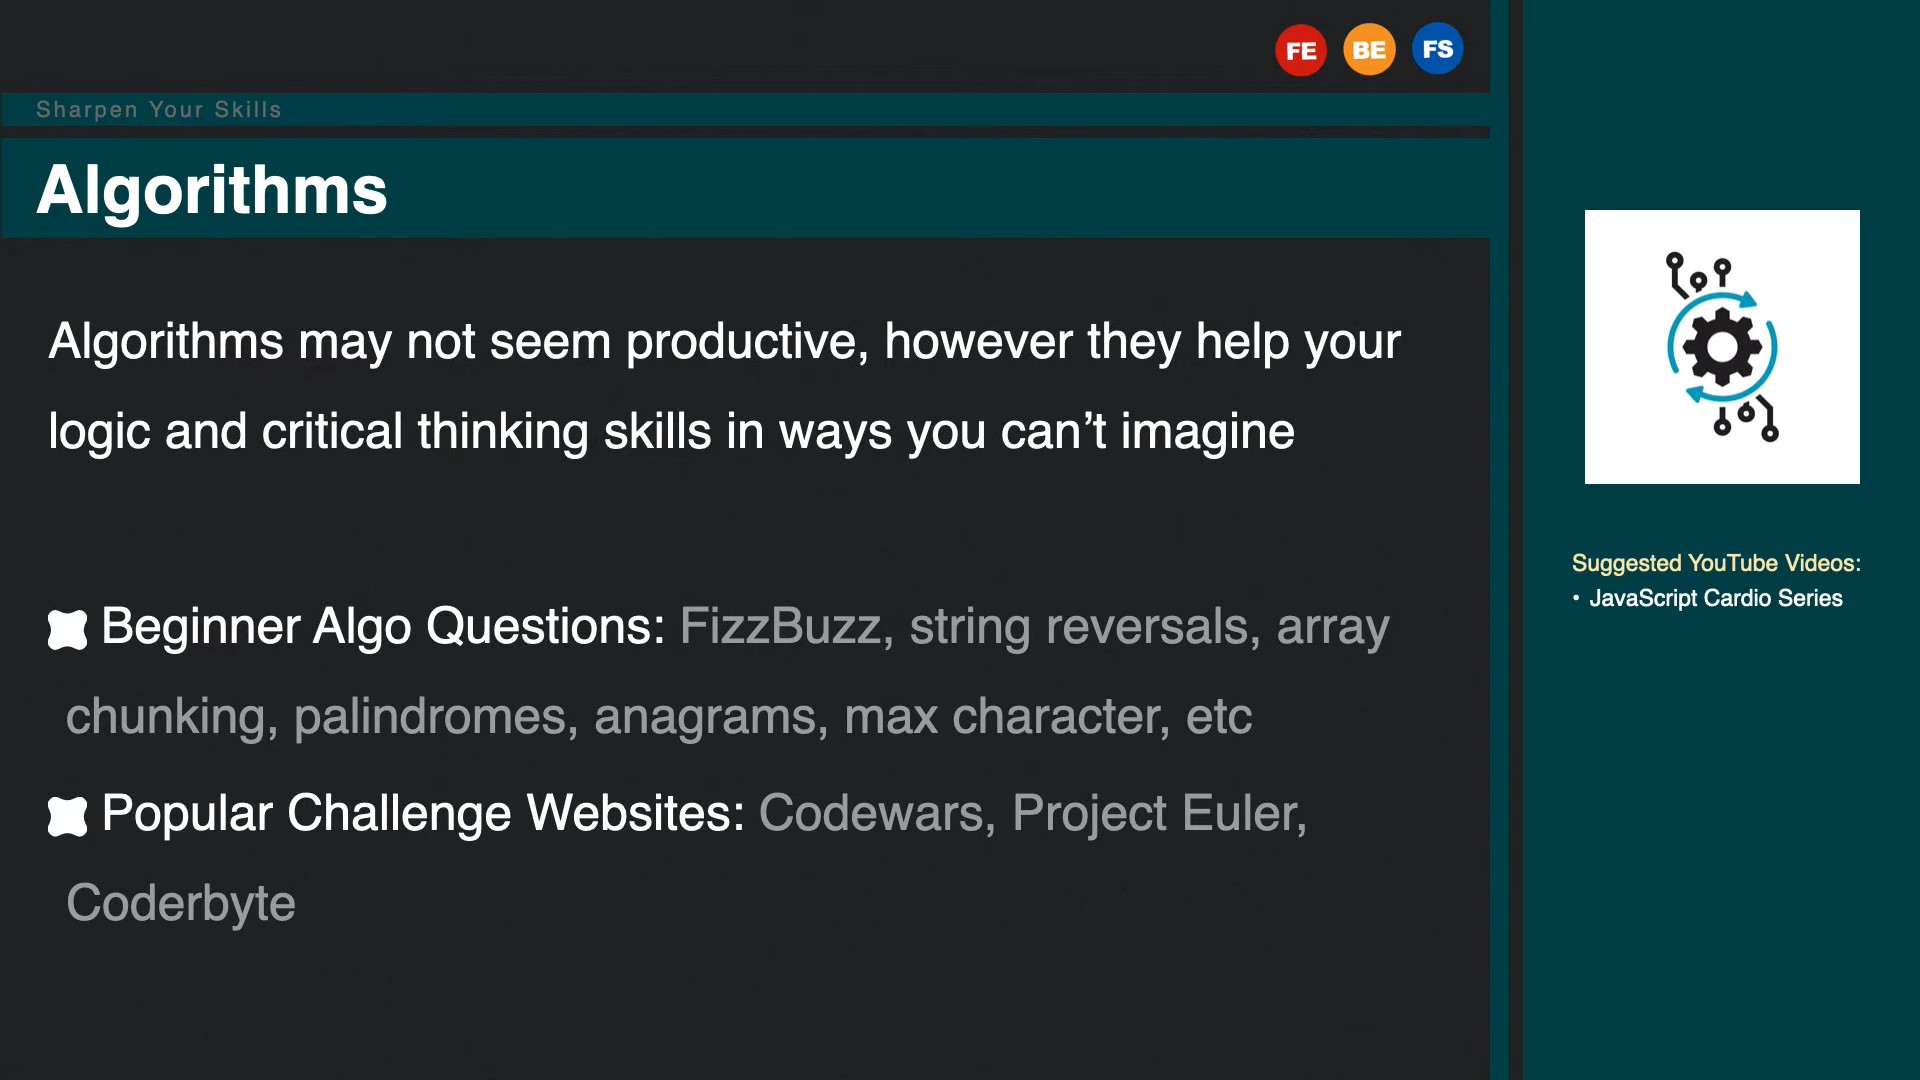 FE BE FS
Sharpen Your Skills
Algorithms
Algorithms may not seem productive, however they help your
logic and critical thinking skills in ways you can’t imagine
Beginner Algo Questions: FizzBuzz, string reversals, array
chunking, palindromes, anagrams, max character, etc
Popular Challenge Websites: Codewars, Project Euler,
Coderbyte
Suggested YouTube Videos:
• JavaScript Cardio Series